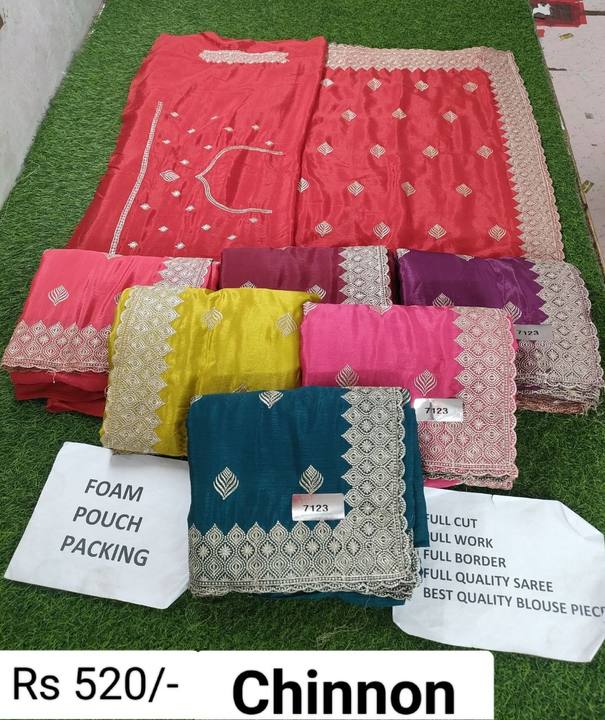 7123
7123
7123
FOAM
POUCH
PACKING
FULL CUT
FULL WORK
FULL BORDER
FULL QUALITY SAREE
BEST QUALITY BLOUSE PIECE
Rs 520/-
Chinnon